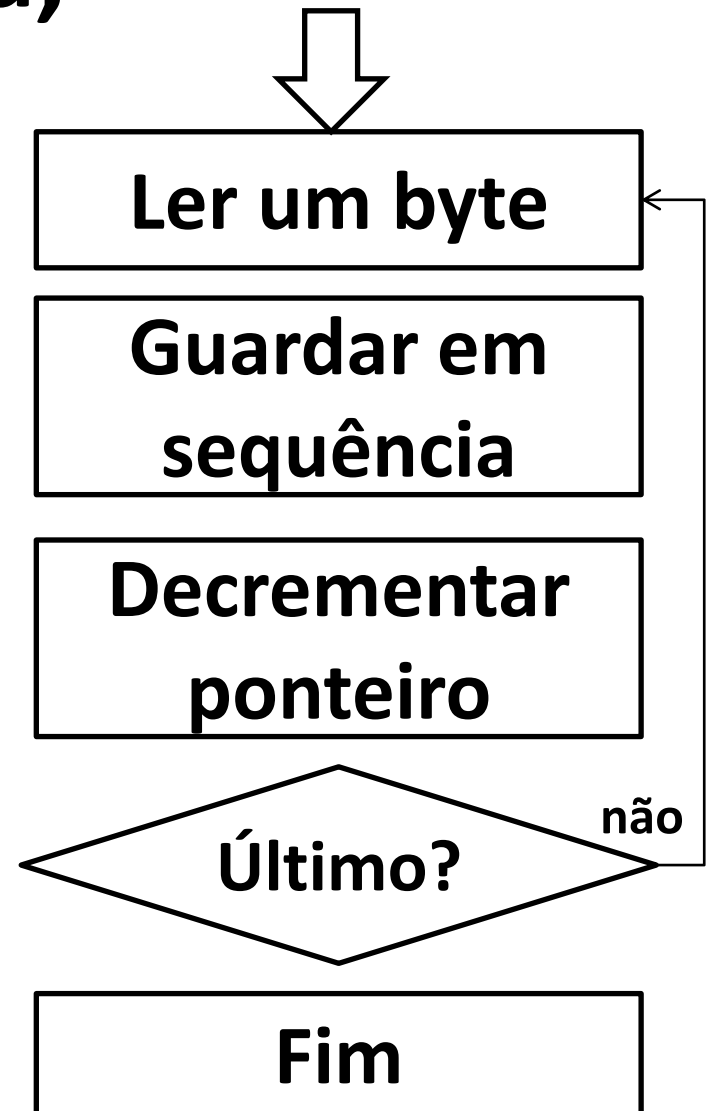 Ler um byte
Guardar em
sequência
Decrementar
ponteiro
não
Último?
Fim